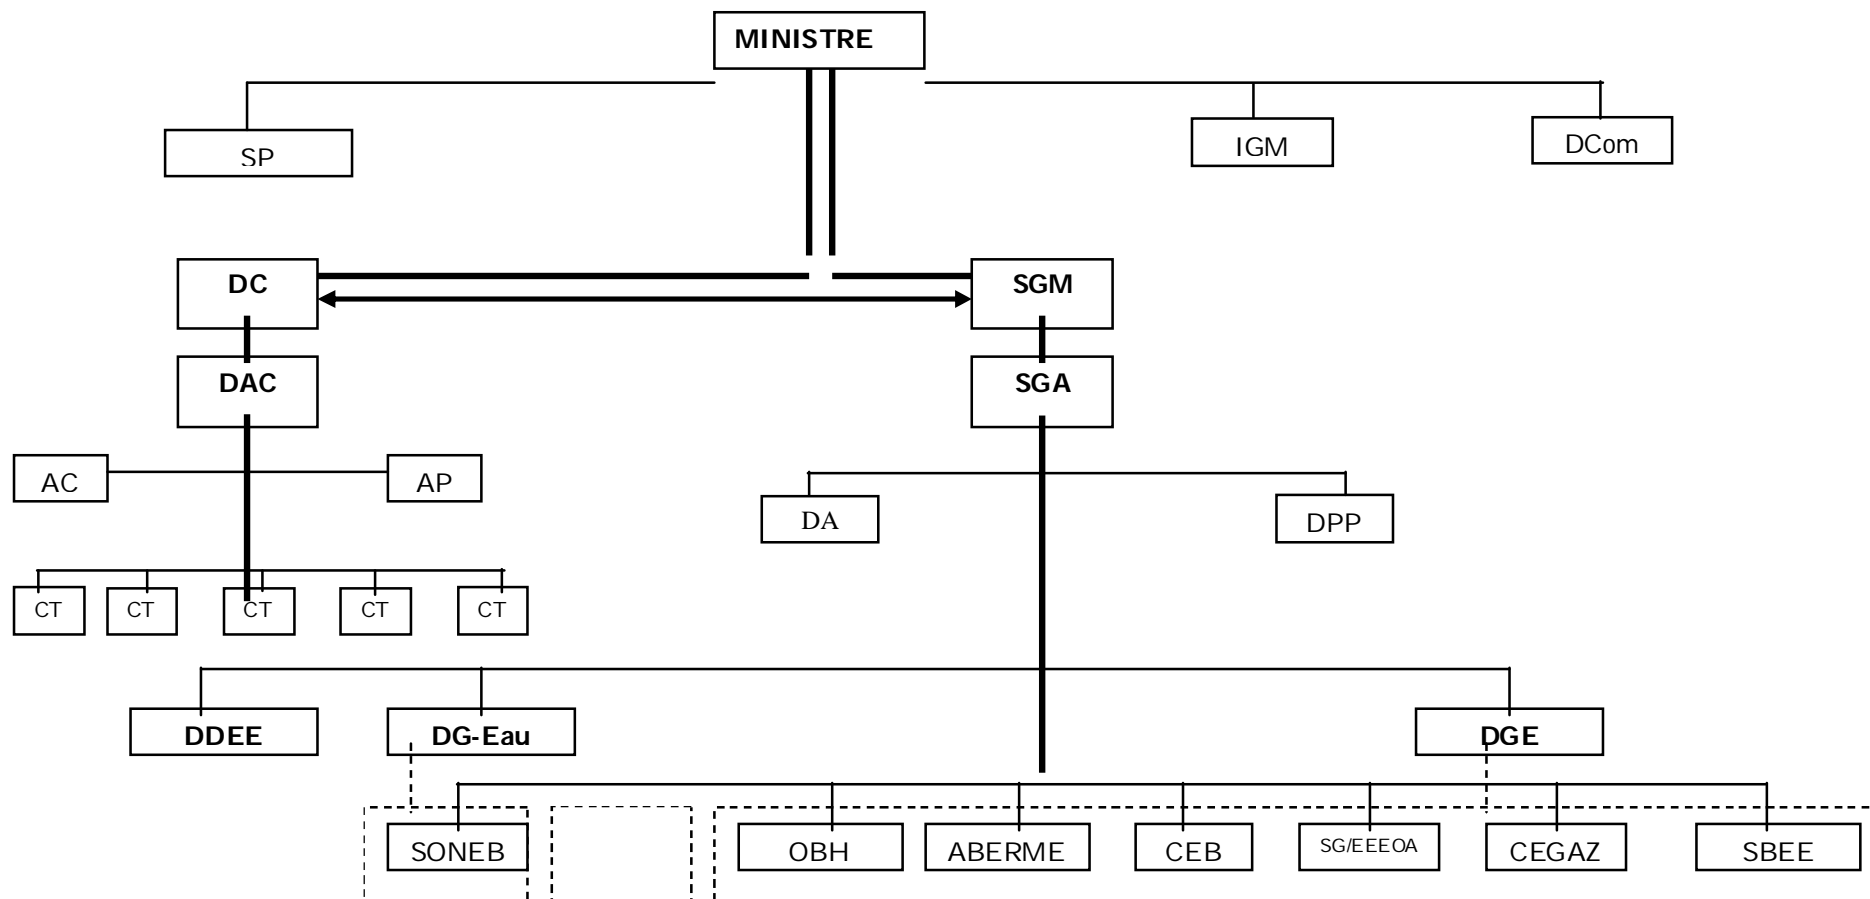 MINISTRE
SP
IGM
DCom
DC
SGM
DAC
SGA
AC
AP
DA
DPP
CT
CT
CT
CT
CT
DDEE
DG-Eau
DGE
SONEB
OBH
ABERME
CEB
SG/EEEOA
CEGAZ
SBEE